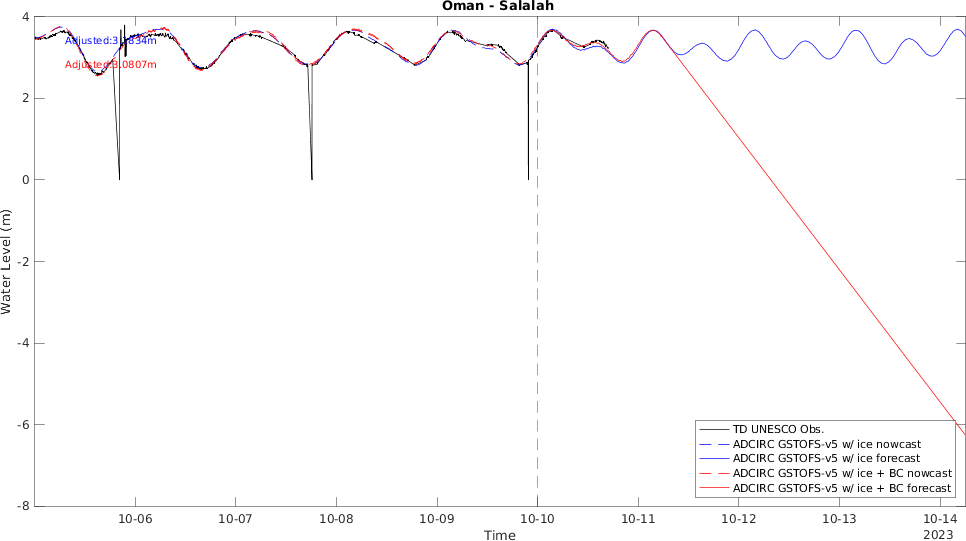 Oman - Salalah
4
2
0
-2
-4
-6
-8
Water Level (m)
Adjusted:3.0807m
TD UNESCO Obs.
ADCIRC GSTOFS-v5 w/ ice nowcast
ADCIRC GSTOFS-v5 w/ ice forecast
ADCIRC GSTOFS-v5 w/ ice + BC nowcast
ADCIRC GSTOFS-v5 w/ ice + BC forecast
10-06 10-07 10-08 10-09 10-10 10-11 10-12 10-13 10-14
Time
2023